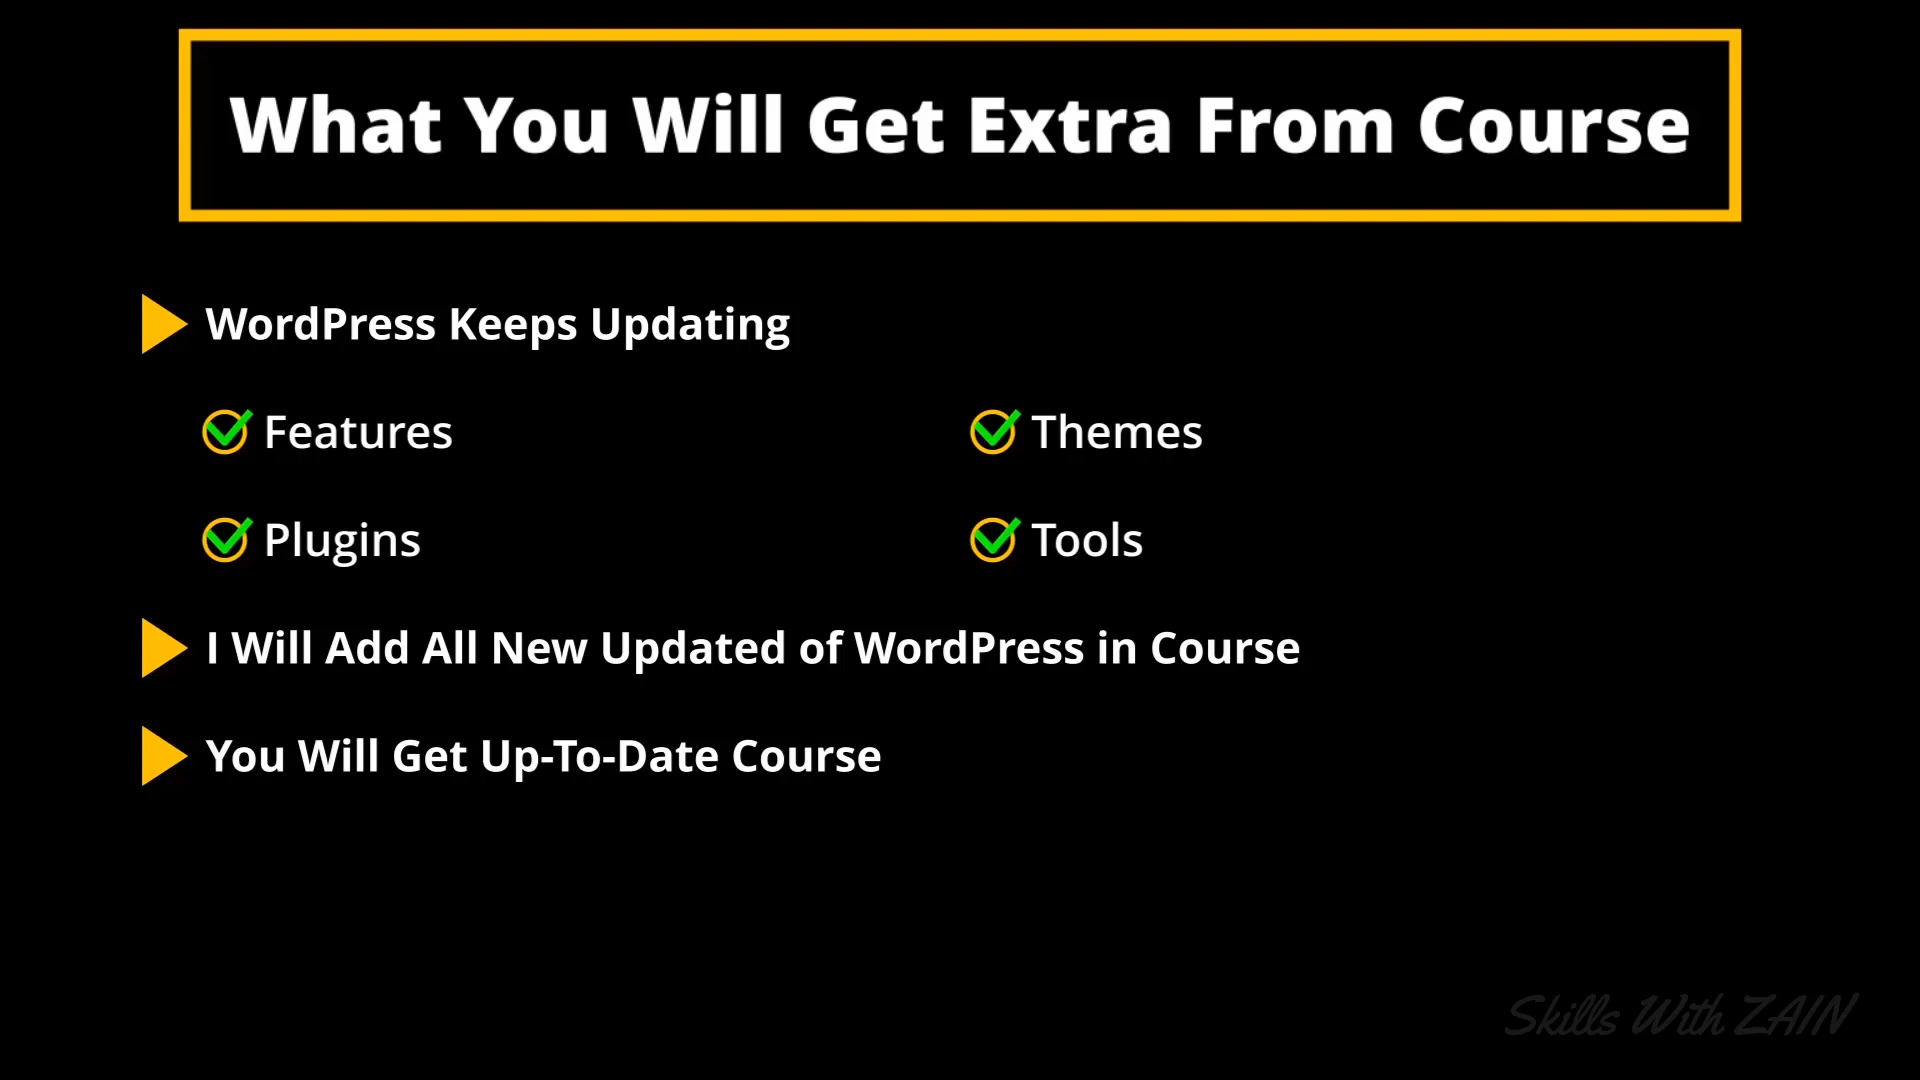 What You Will Get Extra From Course
WordPress Keeps Updating
Features
Themes
Plugins
Tools
I Will Add All New Updated of WordPress in Course
You Will Get Up-To-Date Course
Skills With ZAIN